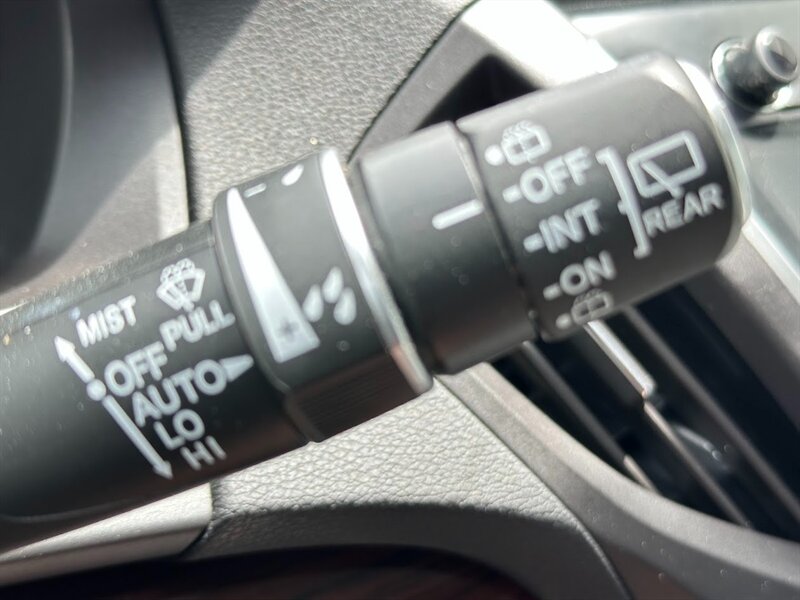 MIST
PULL
OFF
AUTO
LO
HI
-OFF
-INT
-ON
REAR